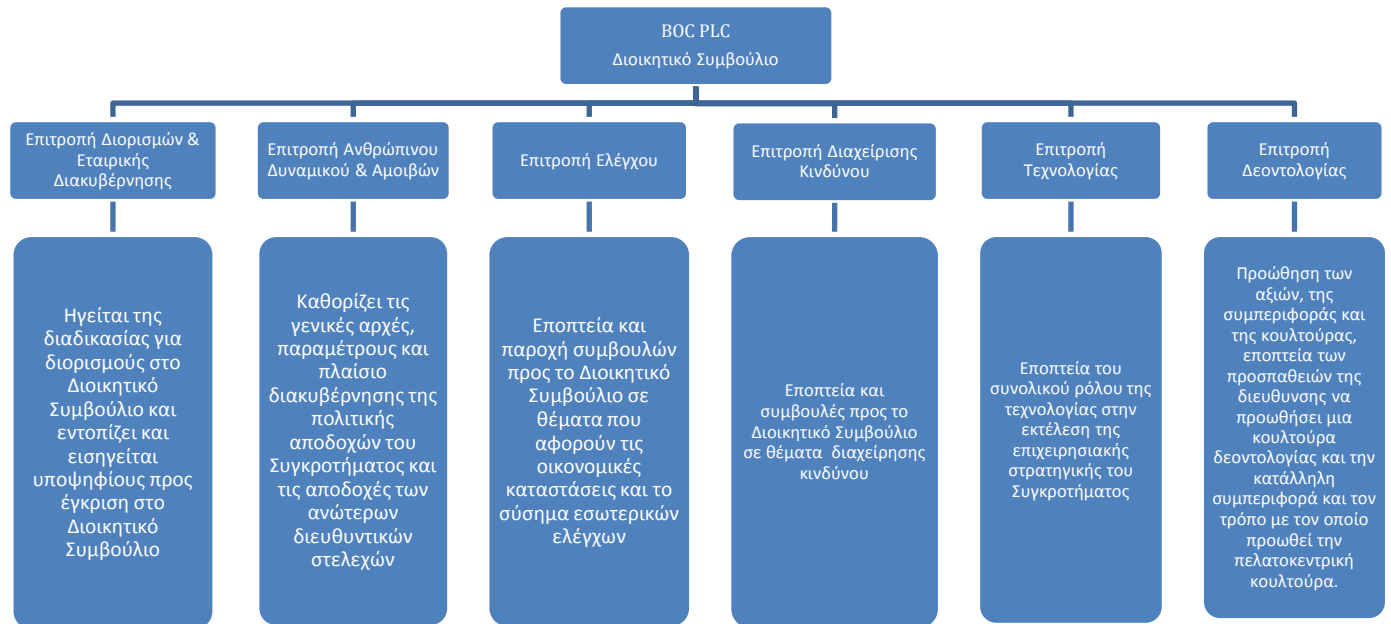 BOC PLC
Διοικητικό Συμβούλιο
Επιτροπή Διορισμών &
Εταιρικής
Διακυβέρνησης
Επιτροπή Ανθρώπινου
Δυναμικού & Αμοιβών
Επιτροπή Ελέγχου
Επιτροπή Διαχείρισης
Κινδύνου
Επιτροπή
Τεχνολογίας
Επιτροπή
Δεοντολογίας
Ηγείται της
διαδικασίας για
διορισμούς στο
Διοικητικό
Συμβούλιο και
εντοπίζει και
εισηγείται
υποψηφίους προς
έγκριση στο
Διοικητικό
Συμβούλιο
Καθορίζει τις
γενικές αρχές,
παραμέτρους και
πλαίσιο
διακυβέρνησης της
πολιτικής
αποδοχών του
Συγκροτήματος και
τις αποδοχές των
ανώτερων
διευθυντικών
στελεχών
Εποπτεία και
παροχή συμβουλών
προς το Διοικητικό
Συμβούλιο σε
θέματα που
αφορούν τις
οικονομικές
καταστάσεις και το
σύσημα εσωτερικών
ελέγχων
Εποπτεία και
συμβουλές προς το
Διοικητικό Συμβούλιο
σε θέματα διαχείρησης
κινδύνου
Εποπτεία του
συνολικού ρόλου της
τεχνολογίας στην
εκτέλεση της
επιχειρησιακής
στρατηγικής του
Συγκροτήματος
Προώθηση των
αξιών, της
συμπεριφοράς και
της κουλτούρας,
εποπτεία των
προσπαθειών της
διευθυνσης να
προωθήσει μια
κουλτούρα
δεοντολογίας και την
κατάλληλη
συμπεριφορά και τον
τρόπο με τον οποίο
προωθεί την
πελατοκεντρική
κουλτούρα.